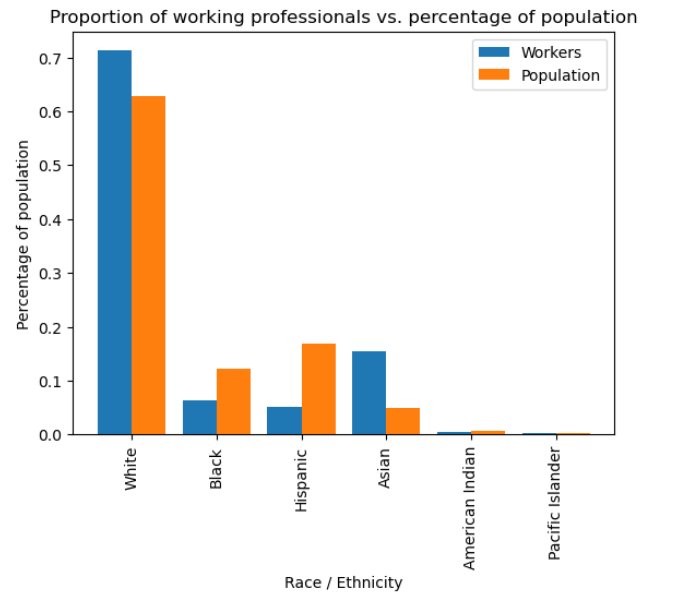 Proportion of working professionals vs. percentage of population
Workers
Population
Percentage of population
0.7
0.6
0.5
0.4
0.3
0.2
0.1
0.0
White
Black
Hispanic
Asian
American Indian
Pacific Islander
Race / Ethnicity